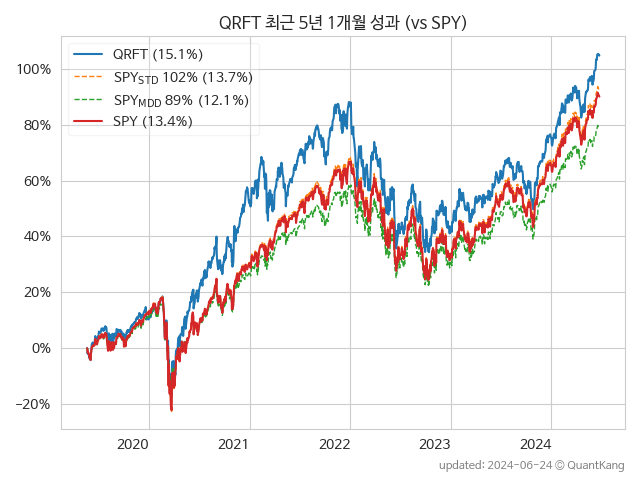 QRFT 최근 5년 1개월 성과 (vs SPY)
QRFT (15.1%)
SPYSTD 102% (13.7%)
SPYMDD 89% (12.1%)
SPY (13.4%)
100%
80%
60%
40%
20%
0%
−20%
2020 2021 2022 2023 2024
updated: 2024-06-24 © QuantKang